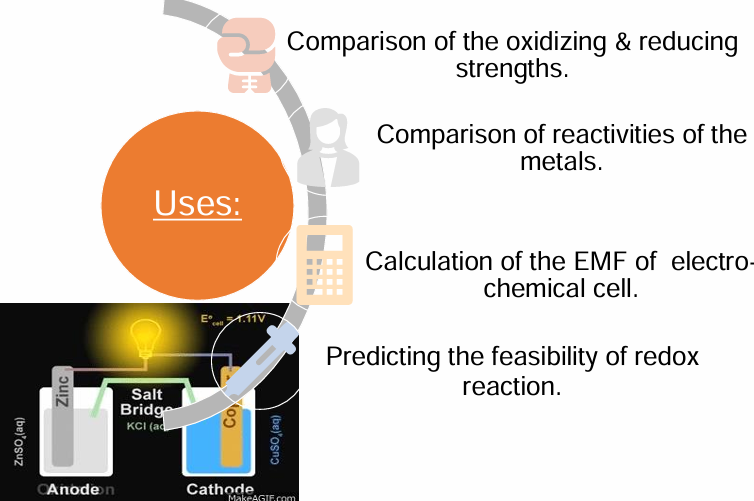 Comparison of the oxidizing & reducing
strengths.
Comparison of reactivities of the
metals.
Uses:
Calculation of the EMF of electro-
chemical cell.
Predicting the feasibility of redox
reaction.
E°cell = 1.11V
Zinc
Salt
Bridge
KCl
ZnSO4(aq)
CuSO4(aq)
Anode
Cathode
MakeAGIF.com